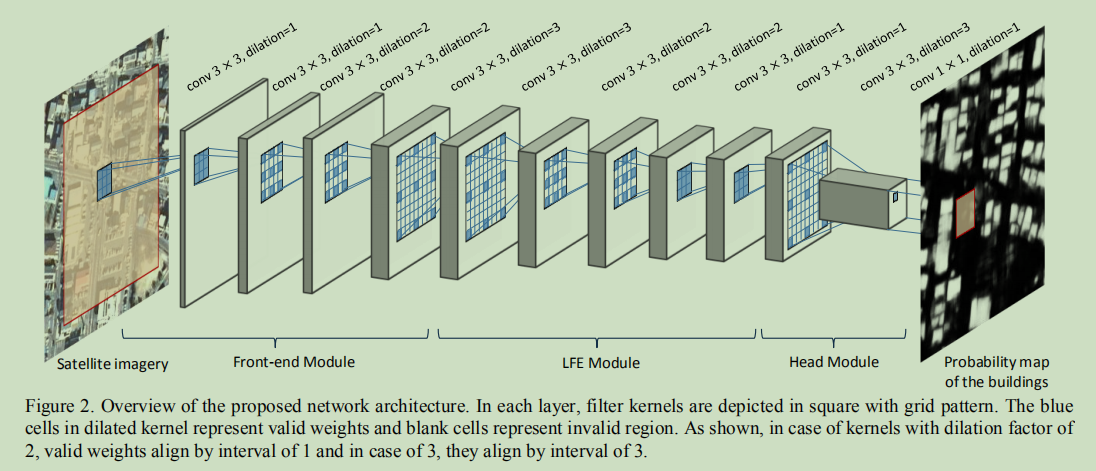 conv 3 × 3, dilation=1
conv 3 × 3, dilation=1
conv 3 × 3, dilation=2
conv 3 × 3, dilation=2
conv 3 × 3, dilation=3
conv 3 × 3, dilation=3
conv 3 × 3, dilation=2
conv 3 × 3, dilation=2
conv 3 × 3, dilation=1
conv 3 × 3, dilation=1
conv 3 × 3, dilation=3
conv 1 × 1, dilation=1
Satellite imagery
Front-end Module
LFE Module
Head Module
Probability map
of the buildings
Figure 2. Overview of the proposed network architecture. In each layer, filter kernels are depicted in square with grid pattern. The blue
cells in dilated kernel represent valid weights and blank cells represent invalid region. As shown, in case of kernels with dilation factor of
2, valid weights align by interval of 1 and in case of 3, they align by interval of 3.